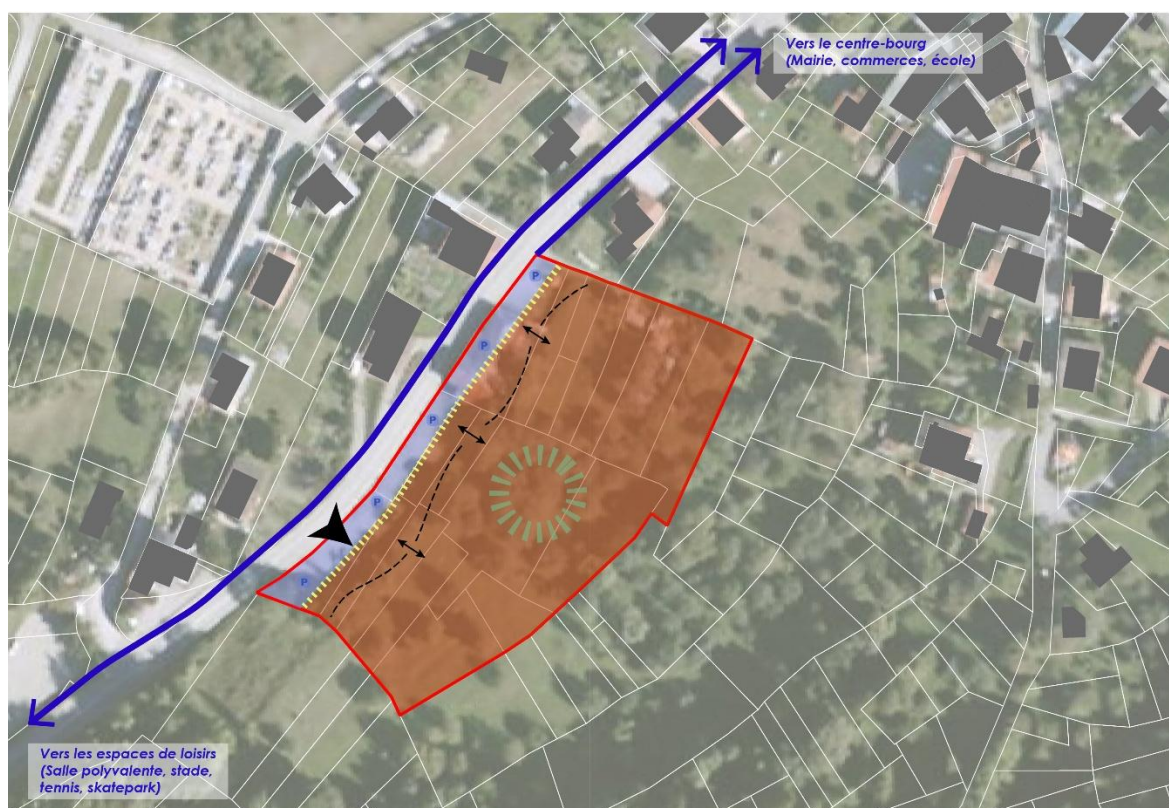 Vers le centre-bourg
(Mairie, commerces, école)
P
P
P
P
P
Vers les espaces de loisirs
(Salle polyvalente, stade,
tennis, skatepark)